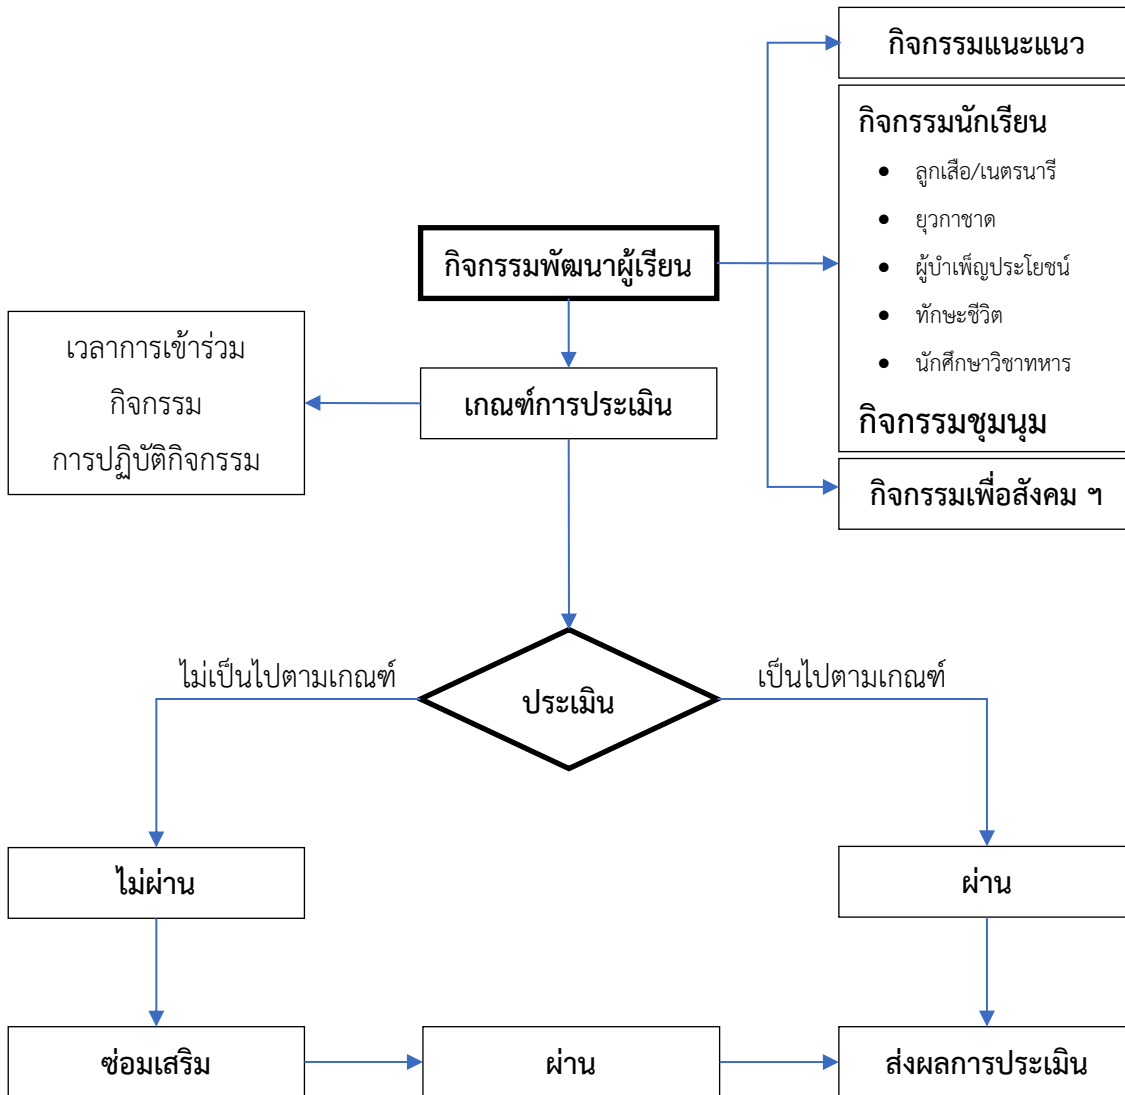 กิจกรรมแนะแนว
กิจกรรมนักเรียน
ลูกเสือ/เนตรนารี
ยุวกาชาด
ผู้บำเพ็ญประโยชน์
ทักษะชีวิต
นักศึกษาวิชาทหาร
กิจกรรมชุมนุม
กิจกรรมเพื่อสังคม ฯ
กิจกรรมพัฒนาผู้เรียน
เกณฑ์การประเมิน
เวลาการเข้าร่วม
กิจกรรม
การปฏิบัติกิจกรรม
ประเมิน
ไม่เป็นไปตามเกณฑ์
เป็นไปตามเกณฑ์
ไม่ผ่าน
ผ่าน
ซ่อมเสริม
ผ่าน
ส่งผลการประเมิน